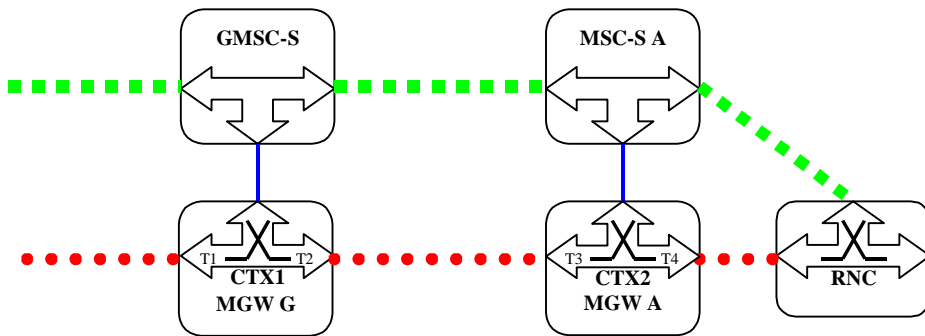 GMSC-S
MSC-S A
T1
T2
CTX1
MGW G
T3
T4
CTX2
MGW A
RNC